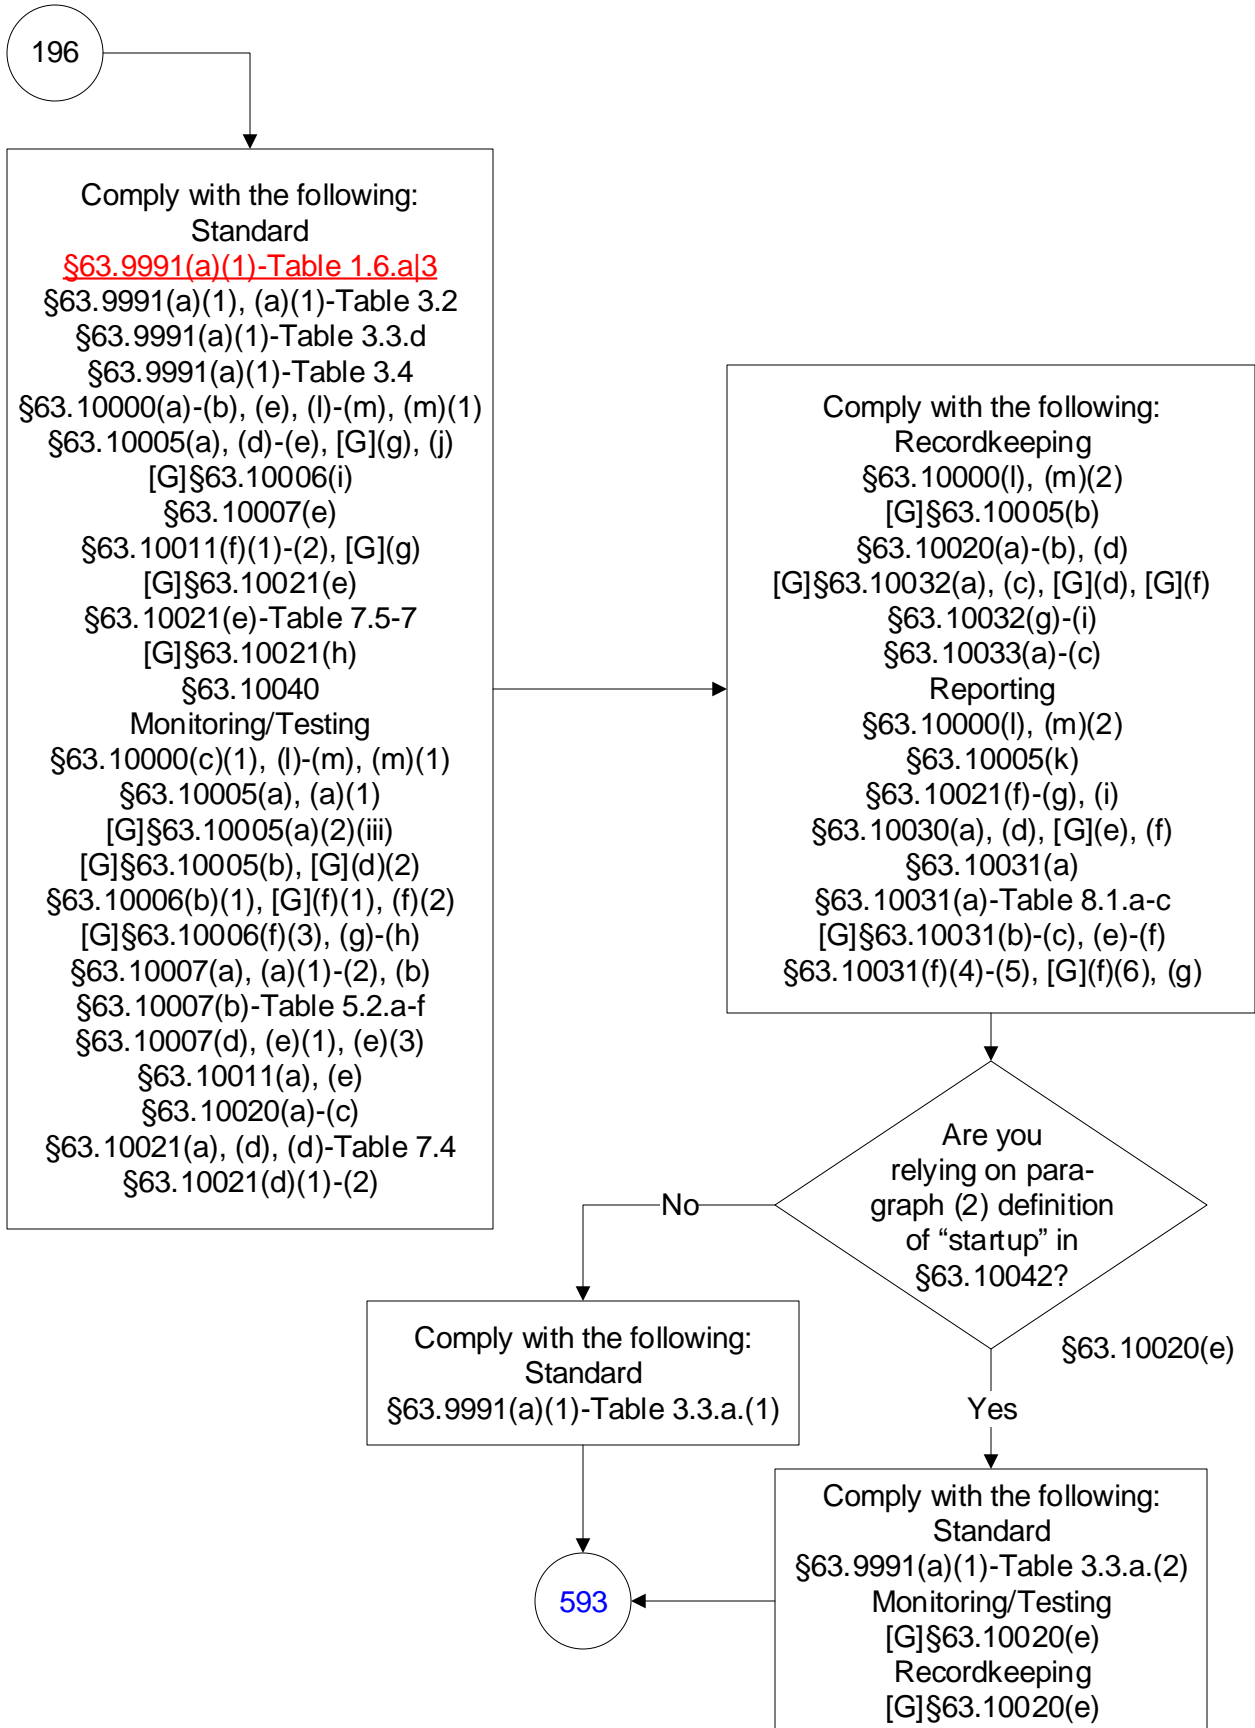 196
Comply with the following:
Standard
§63.9991(a)(1)-Table 1.6.a|3
§63.9991(a)(1), (a)(1)-Table 3.2
§63.9991(a)(1)-Table 3.3.d
§63.9991(a)(1)-Table 3.4
§63.10000(a)-(b), (e), (l)-(m), (m)(1)
§63.10005(a), (d)-(e), [G](g), (j)
[G]§63.10006(i)
§63.10007(e)
§63.10011(f)(1)-(2), [G](g)
[G]§63.10021(e)
§63.10021(e)-Table 7.5-7
[G]§63.10021(h)
§63.10040
Monitoring/Testing
§63.10000(c)(1), (l)-(m), (m)(1)
§63.10005(a), (a)(1)
[G]§63.10005(a)(2)(iii)
[G]§63.10005(b), [G](d)(2)
§63.10006(b)(1), [G](f)(1), (f)(2)
[G]§63.10006(f)(3), (g)-(h)
§63.10007(a), (a)(1)-(2), (b)
§63.10007(b)-Table 5.2.a-f
§63.10007(d), (e)(1), (e)(3)
§63.10011(a), (e)
§63.10020(a)-(c)
§63.10021(a), (d), (d)-Table 7.4
§63.10021(d)(1)-(2)
Comply with the following:
Recordkeeping
§63.10000(l), (m)(2)
[G]§63.10005(b)
§63.10020(a)-(b), (d)
[G]§63.10032(a), (c), [G](d), [G](f)
§63.10032(g)-(i)
§63.10033(a)-(c)
Reporting
§63.10000(l), (m)(2)
§63.10005(k)
§63.10021(f)-(g), (i)
§63.10030(a), (d), [G](e), (f)
§63.10031(a)
§63.10031(a)-Table 8.1.a-c
[G]§63.10031(b)-(c), (e)-(f)
§63.10031(f)(4)-(5), [G](f)(6), (g)
Are you
relying on para-
graph (2) definition
of “startup” in
§63.10042?
§63.10020(e)
No
Comply with the following:
Standard
§63.9991(a)(1)-Table 3.3.a.(1)
Yes
Comply with the following:
Standard
§63.9991(a)(1)-Table 3.3.a.(2)
Monitoring/Testing
[G]§63.10020(e)
Recordkeeping
[G]§63.10020(e)
593